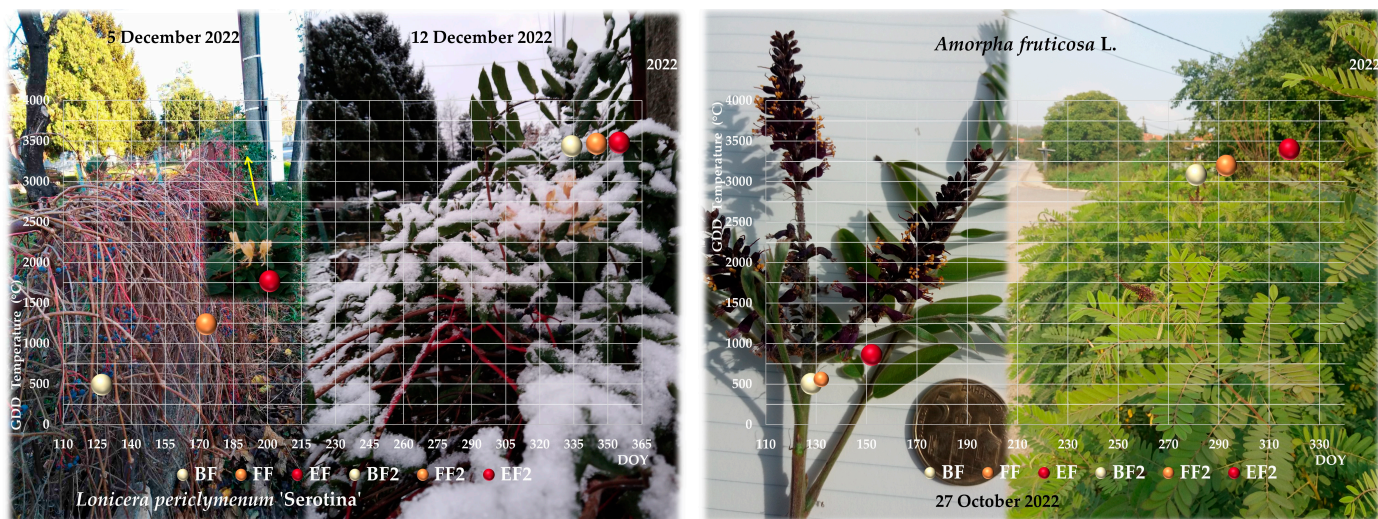 5 December 2022
12 December 2022
2022
GDD Temperature (°C)
4000
3500
3000
2500
2000
1500
1000
500
0
110 125 140 155 170 185 200 215 230 245 260 275 290 305 320 335 350 365
DOY
BF FF EF BF2 FF2 EF2
Lonicera periclymenum 'Serotina'
Amorpha fruticosa L.
2022
GDD Temperature (°C)
4000
3500
3000
2500
2000
1500
1000
500
0
110 130 150 170 190 210 230 250 270 290 310 330
DOY
BF FF EF BF2 FF2 EF2
27 October 2022